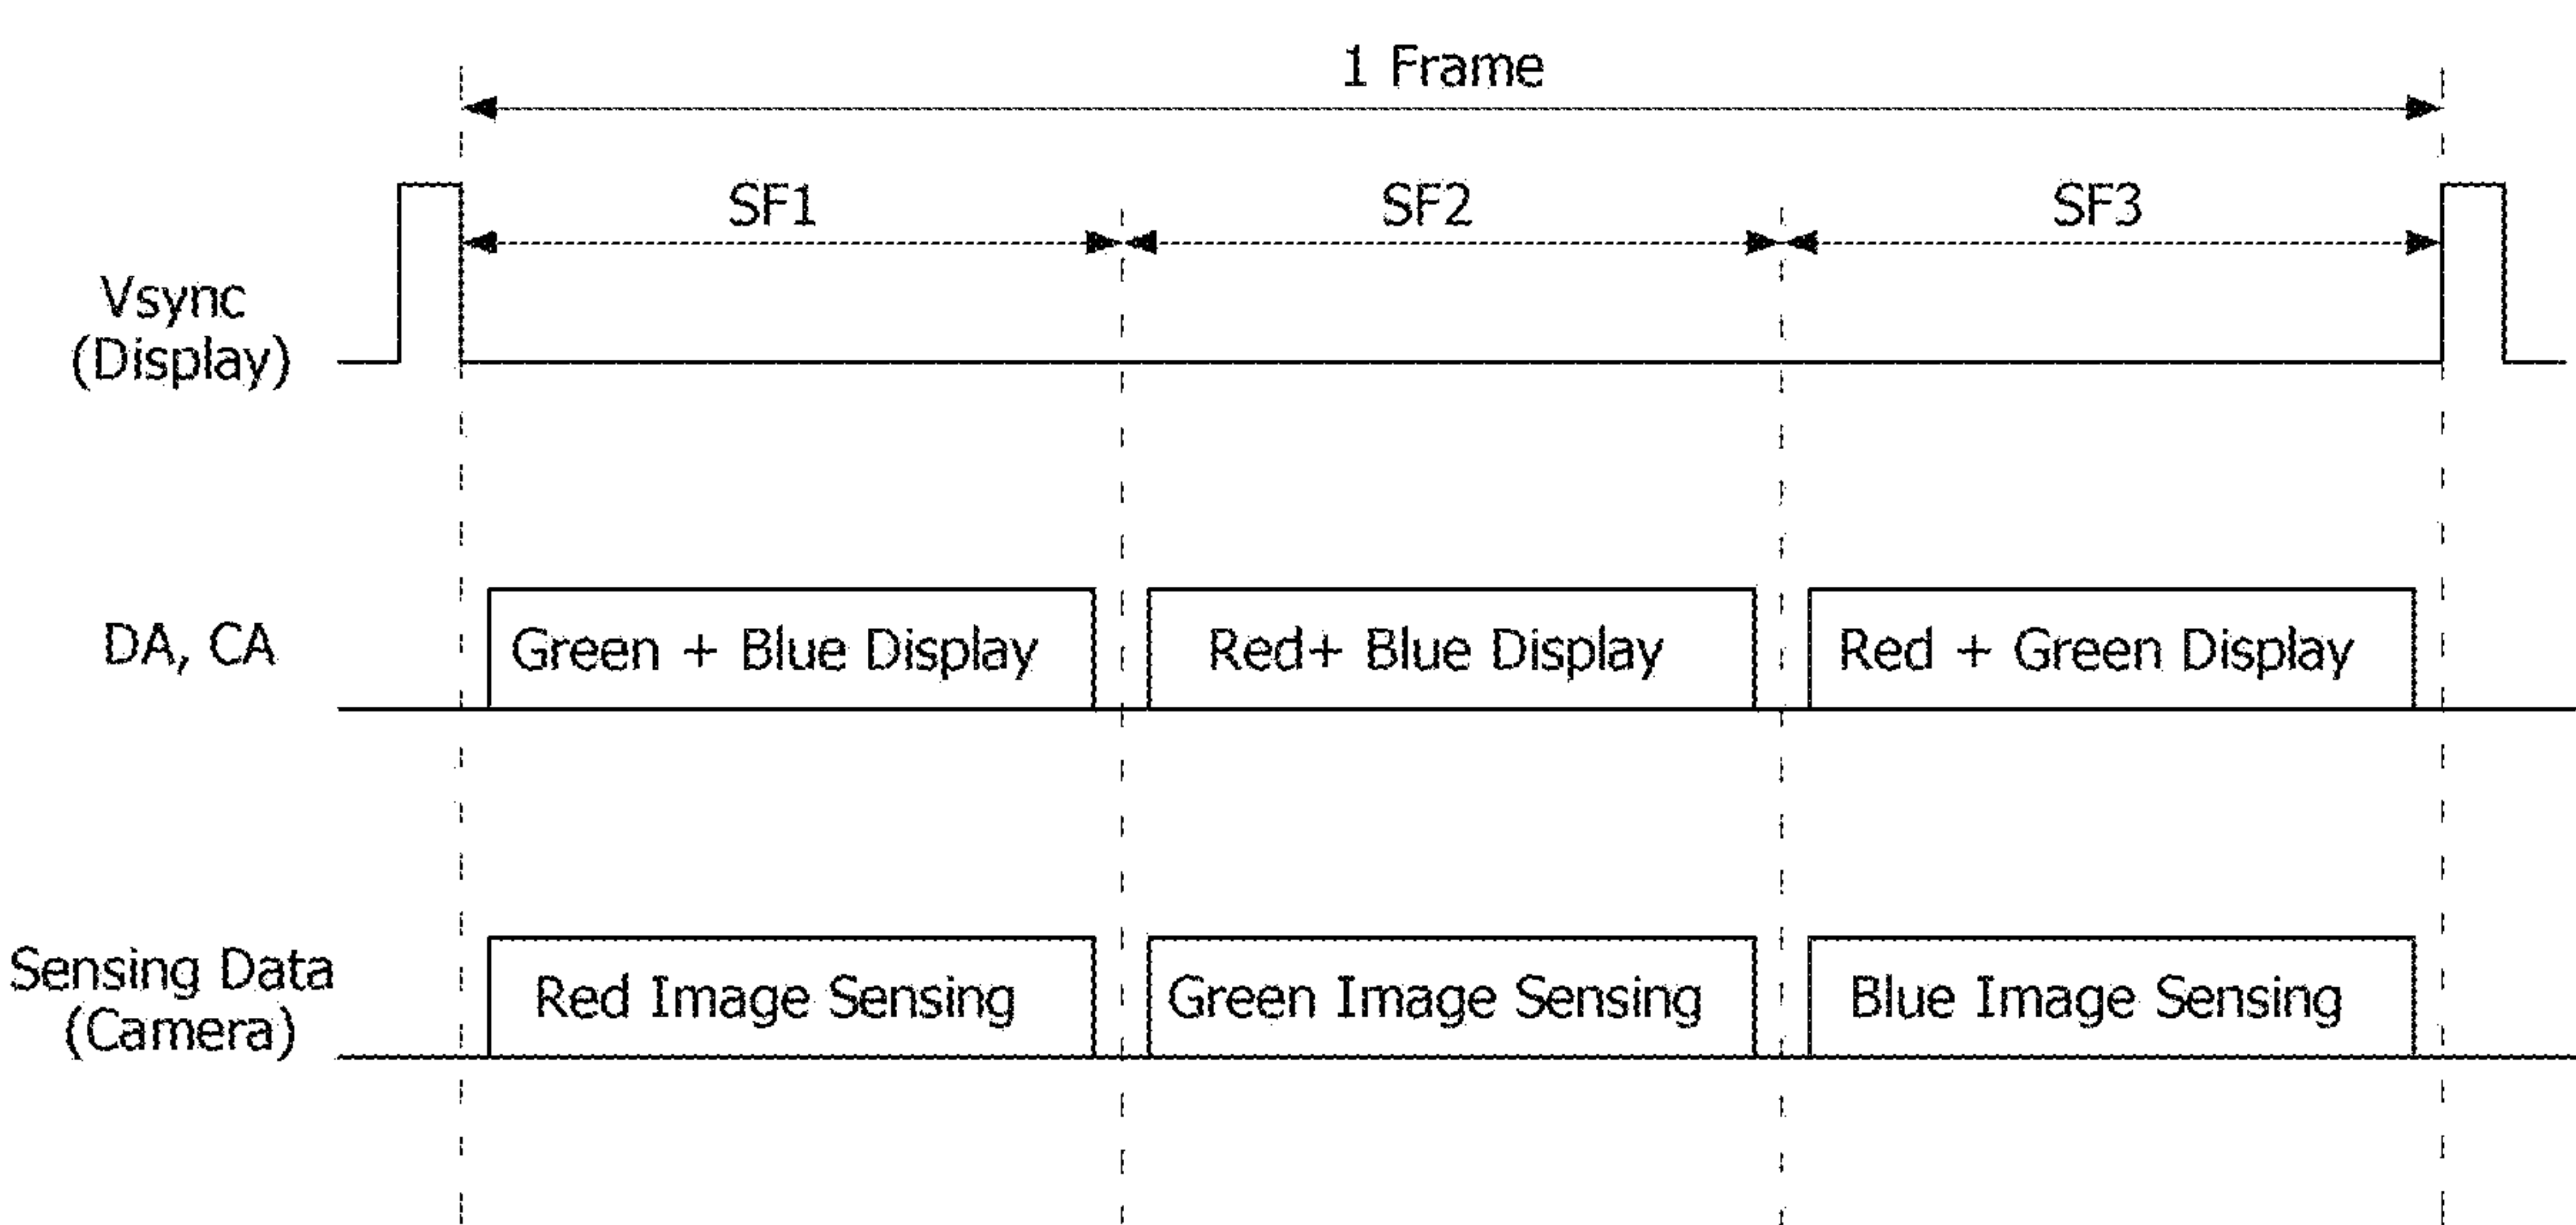 1 Frame
SF1 SF2 SF3
Vsync
(Display)
DA, CA Green + Blue Display Red+ Blue Display Red + Green Display
Sensing Data
(Camera) Red Image Sensing Green Image Sensing Blue Image Sensing